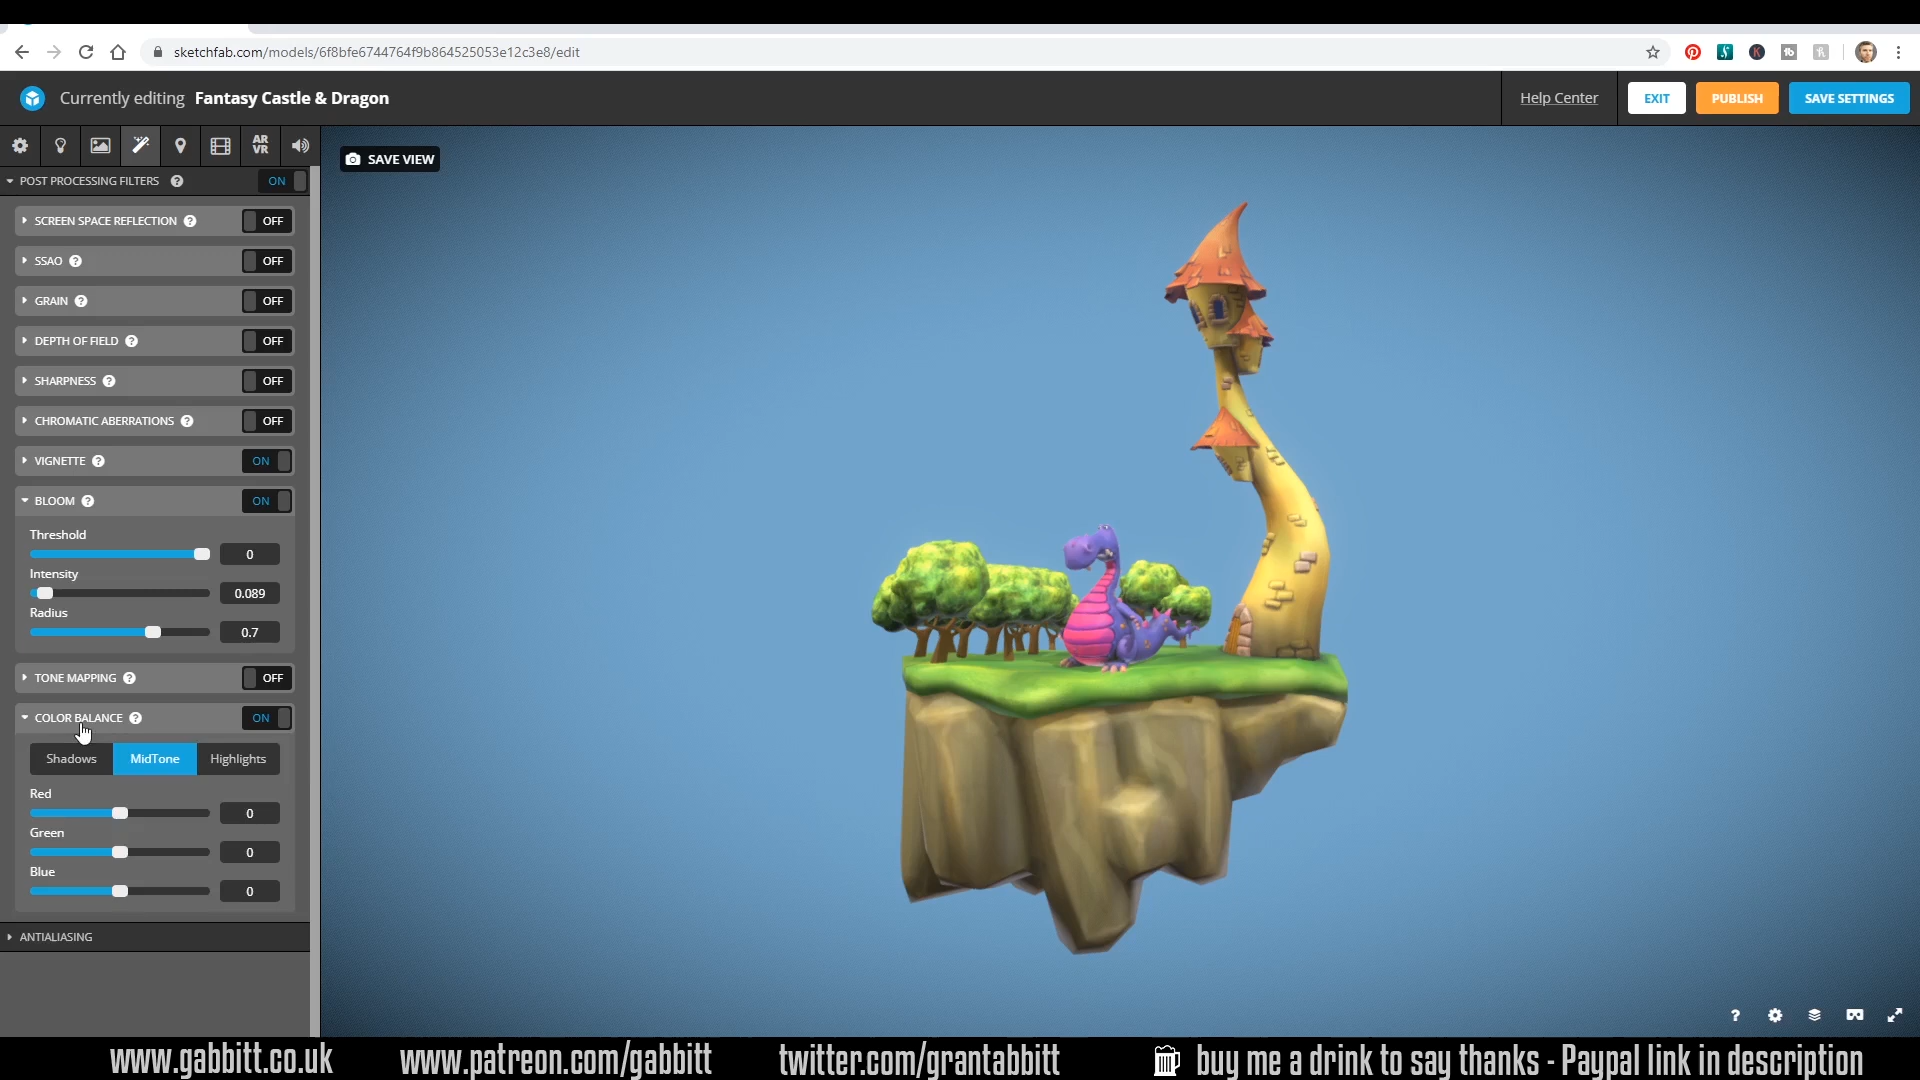 sketchfab.com/models/6f8bfe6744764f9b864525053e12c3e8/edit
Currently editing Fantasy Castle & Dragon
Help Center
EXIT
PUBLISH
SAVE SETTINGS
AR
VR
SAVE VIEW
POST PROCESSING FILTERS ? ON
SCREEN SPACE REFLECTION ? OFF
SSAO ? OFF
GRAIN ? OFF
DEPTH OF FIELD ? OFF
SHARPNESS ? OFF
CHROMATIC ABERRATIONS ? OFF
VIGNETTE ? ON
BLOOM ? ON
Threshold
0
Intensity
0.089
Radius
0.7
TONE MAPPING ? OFF
COLOR BALANCE ? ON
Shadows MidTone Highlights
Red
0
Green
0
Blue
0
ANTIALIASING
?
www.gabbitt.co.uk www.patreon.com/gabbitt twitter.com/grantabbitt buy me a drink to say thanks - Paypal link in description